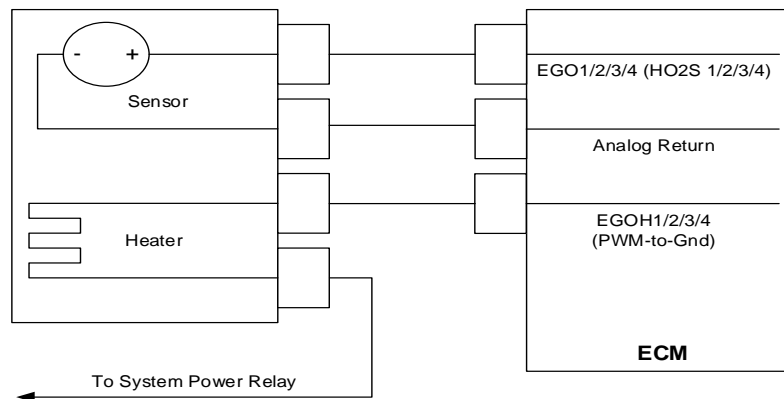 - +
Sensor
EGO1/2/3/4 (HO2S 1/2/3/4)
Analog Return
Heater
EGOH1/2/3/4
(PWM-to-Gnd)
ECM
To System Power Relay